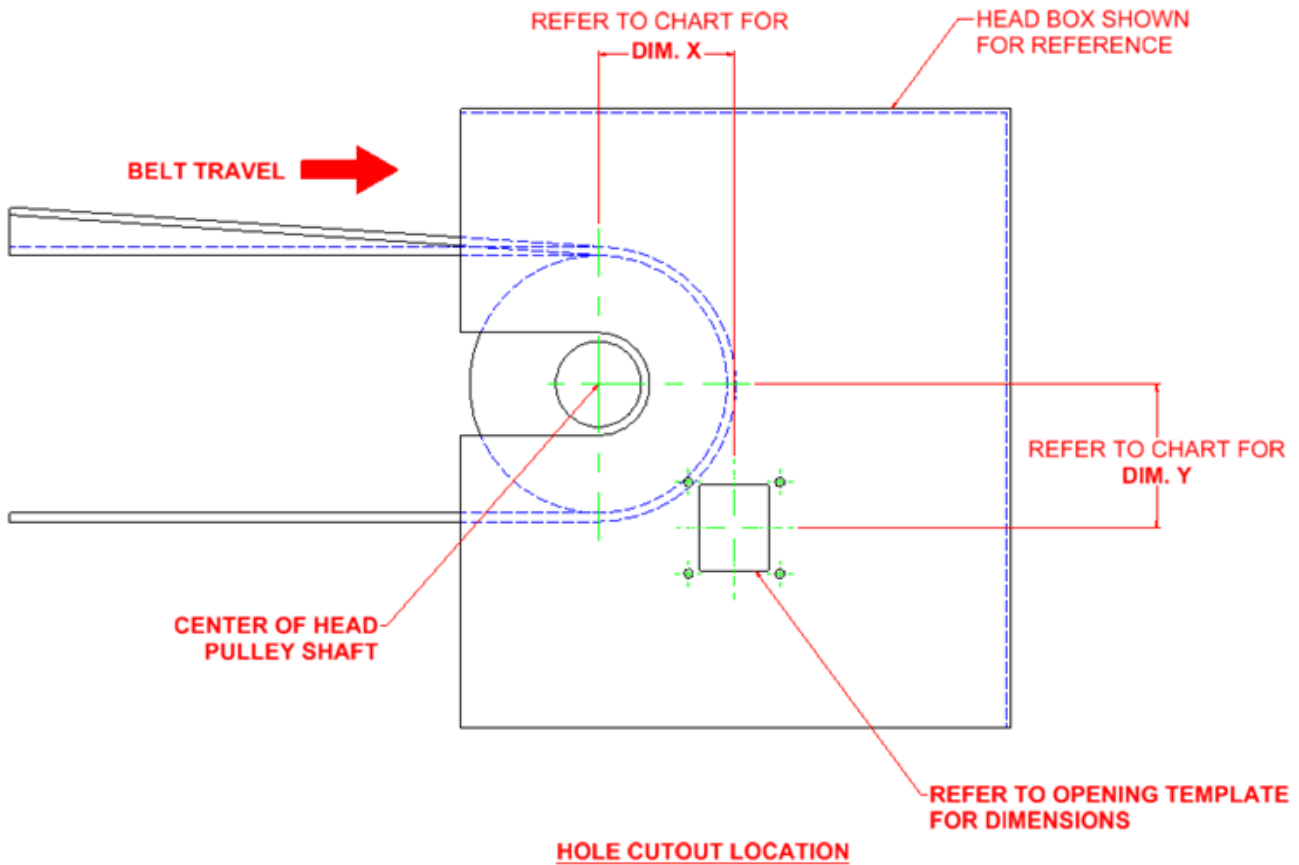 REFER TO CHART FOR
DIM. X
HEAD BOX SHOWN
FOR REFERENCE
BELT TRAVEL
REFER TO CHART FOR
DIM. Y
CENTER OF HEAD
PULLEY SHAFT
REFER TO OPENING TEMPLATE
FOR DIMENSIONS
HOLE CUTOUT LOCATION